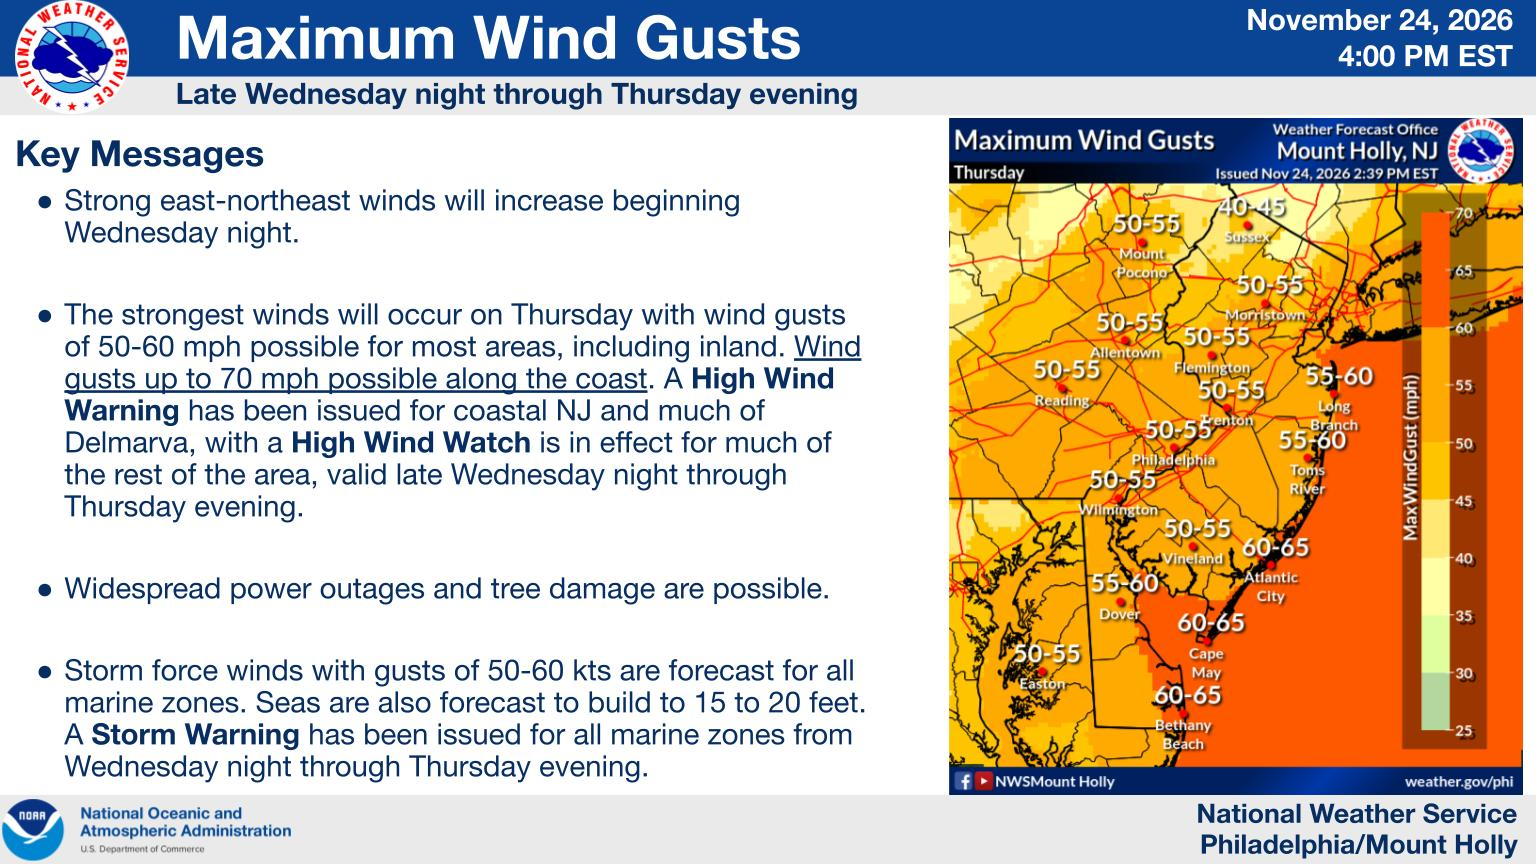 NATIONAL WEATHER SERVICE
Maximum Wind Gusts
November 24, 2026
4:00 PM EST
Late Wednesday night through Thursday evening
Key Messages
● Strong east-northeast winds will increase beginning
Wednesday night.
● The strongest winds will occur on Thursday with wind gusts
of 50-60 mph possible for most areas, including inland. Wind
gusts up to 70 mph possible along the coast. A High Wind
Warning has been issued for coastal NJ and much of
Delmarva, with a High Wind Watch is in effect for much of
the rest of the area, valid late Wednesday night through
Thursday evening.
● Widespread power outages and tree damage are possible.
● Storm force winds with gusts of 50-60 kts are forecast for all
marine zones. Seas are also forecast to build to 15 to 20 feet.
A Storm Warning has been issued for all marine zones from
Wednesday night through Thursday evening.
Maximum Wind Gusts
Weather Forecast Office
Mount Holly, NJ
Thursday
Issued Nov 24, 2026 2:39 PM EST
NATIONAL WEATHER SERVICE
40-45
Sussex
50-55
Mount
Pocono
50-55
Morristown
50-55
Allentown
50-55
Flemington
50-55
Reading
55-60
Long
Branch
50-55
Trenton
50-55
Philadelphia
55-60
Toms
River
50-55
Wilmington
50-55
Vineland
60-65
Atlantic
City
55-60
Dover
60-65
Cape
May
50-55
Easton
60-65
Bethany
Beach
MaxWindGust (mph)
70
65
60
55
50
45
40
35
30
25
NWSMount Holly
weather.gov/phi
NOAA
National Oceanic and
Atmospheric Administration
U.S. Department of Commerce
National Weather Service
Philadelphia/Mount Holly